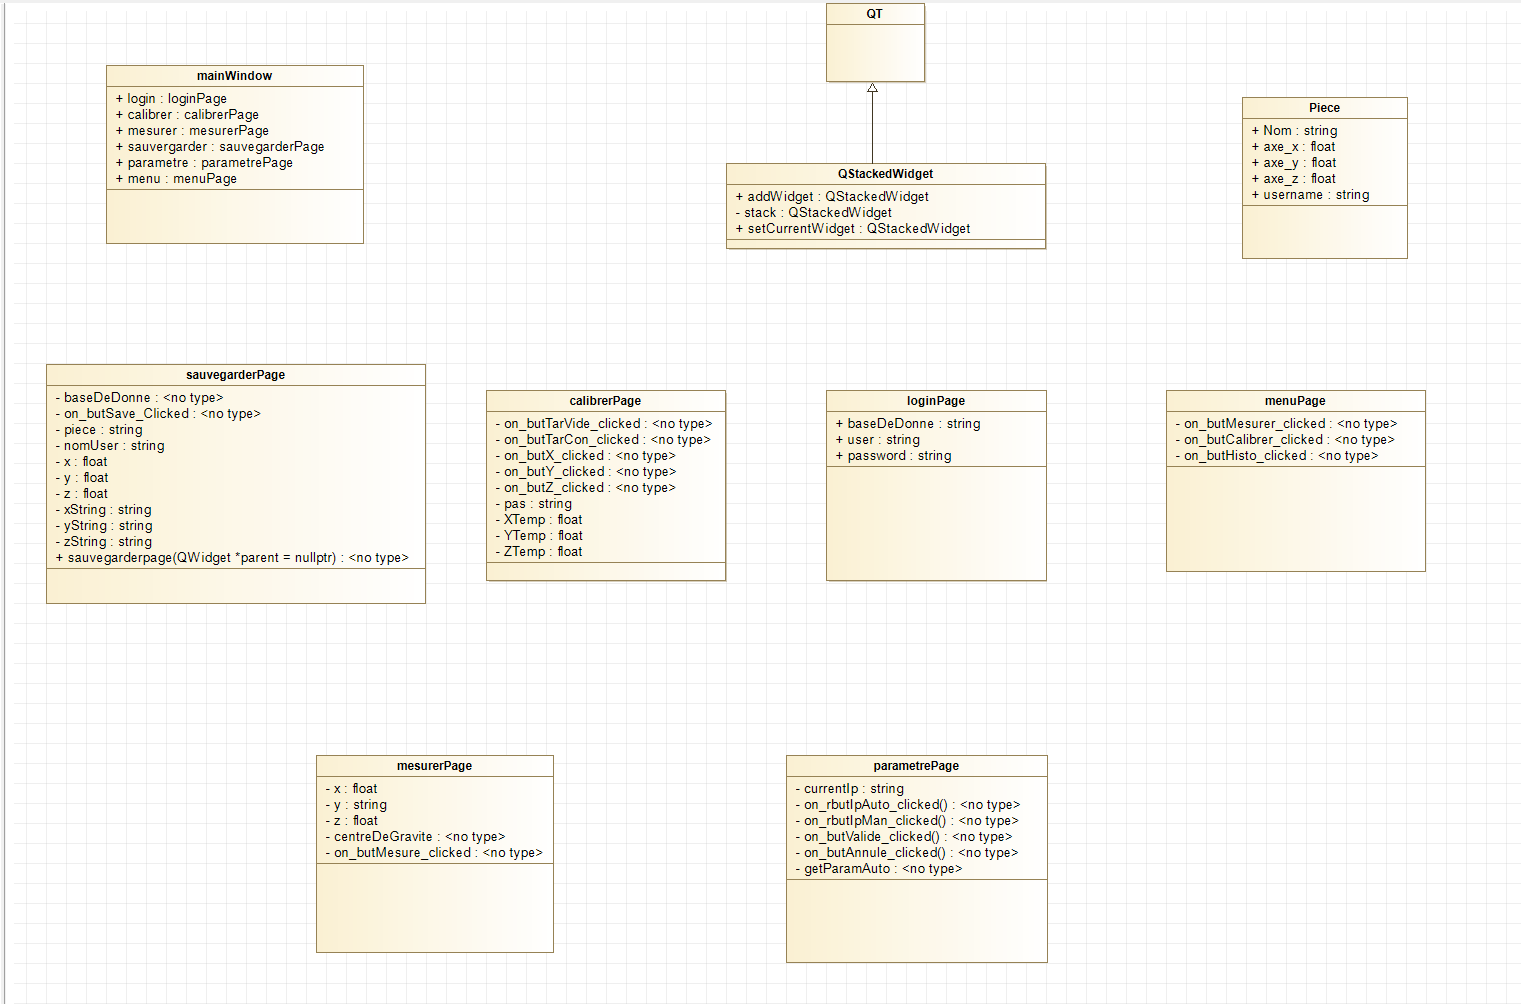 QT
mainWindow
+ login : loginPage
+ calibrer : calibrerPage
+ mesurer : mesurerPage
+ sauvergarder : sauvegarderPage
+ parametre : parametrePage
+ menu : menuPage
QStackedWidget
+ addWidget : QStackedWidget
- stack : QStackedWidget
+ setCurrentWidget : QStackedWidget
Piece
+ Nom : string
+ axe_x : float
+ axe_y : float
+ axe_z : float
+ username : string
sauvegarderPage
- baseDeDonne : <no type>
- on_butSave_Clicked : <no type>
- piece : string
- nomUser : string
- x : float
- y : float
- z : float
- xString : string
- yString : string
- zString : string
+ sauvegarderpage(QWidget *parent = nullptr) : <no type>
calibrerPage
- on_butTarVide_clicked : <no type>
- on_butTarCon_clicked : <no type>
- on_butX_clicked : <no type>
- on_butY_clicked : <no type>
- on_butZ_clicked : <no type>
- pas : string
- XTemp : float
- YTemp : float
- ZTemp : float
loginPage
+ baseDeDonne : string
+ user : string
+ password : string
menuPage
- on_butMesurer_clicked : <no type>
- on_butCalibrer_clicked : <no type>
- on_butHisto_clicked : <no type>
mesurerPage
- x : float
- y : string
- z : float
- centreDeGravite : <no type>
- on_butMesure_clicked : <no type>
parametrePage
- currentIp : string
- on_rbutIpAuto_clicked() : <no type>
- on_rbutIpMan_clicked() : <no type>
- on_butValide_clicked() : <no type>
- on_butAnnule_clicked() : <no type>
- getParamAuto : <no type>